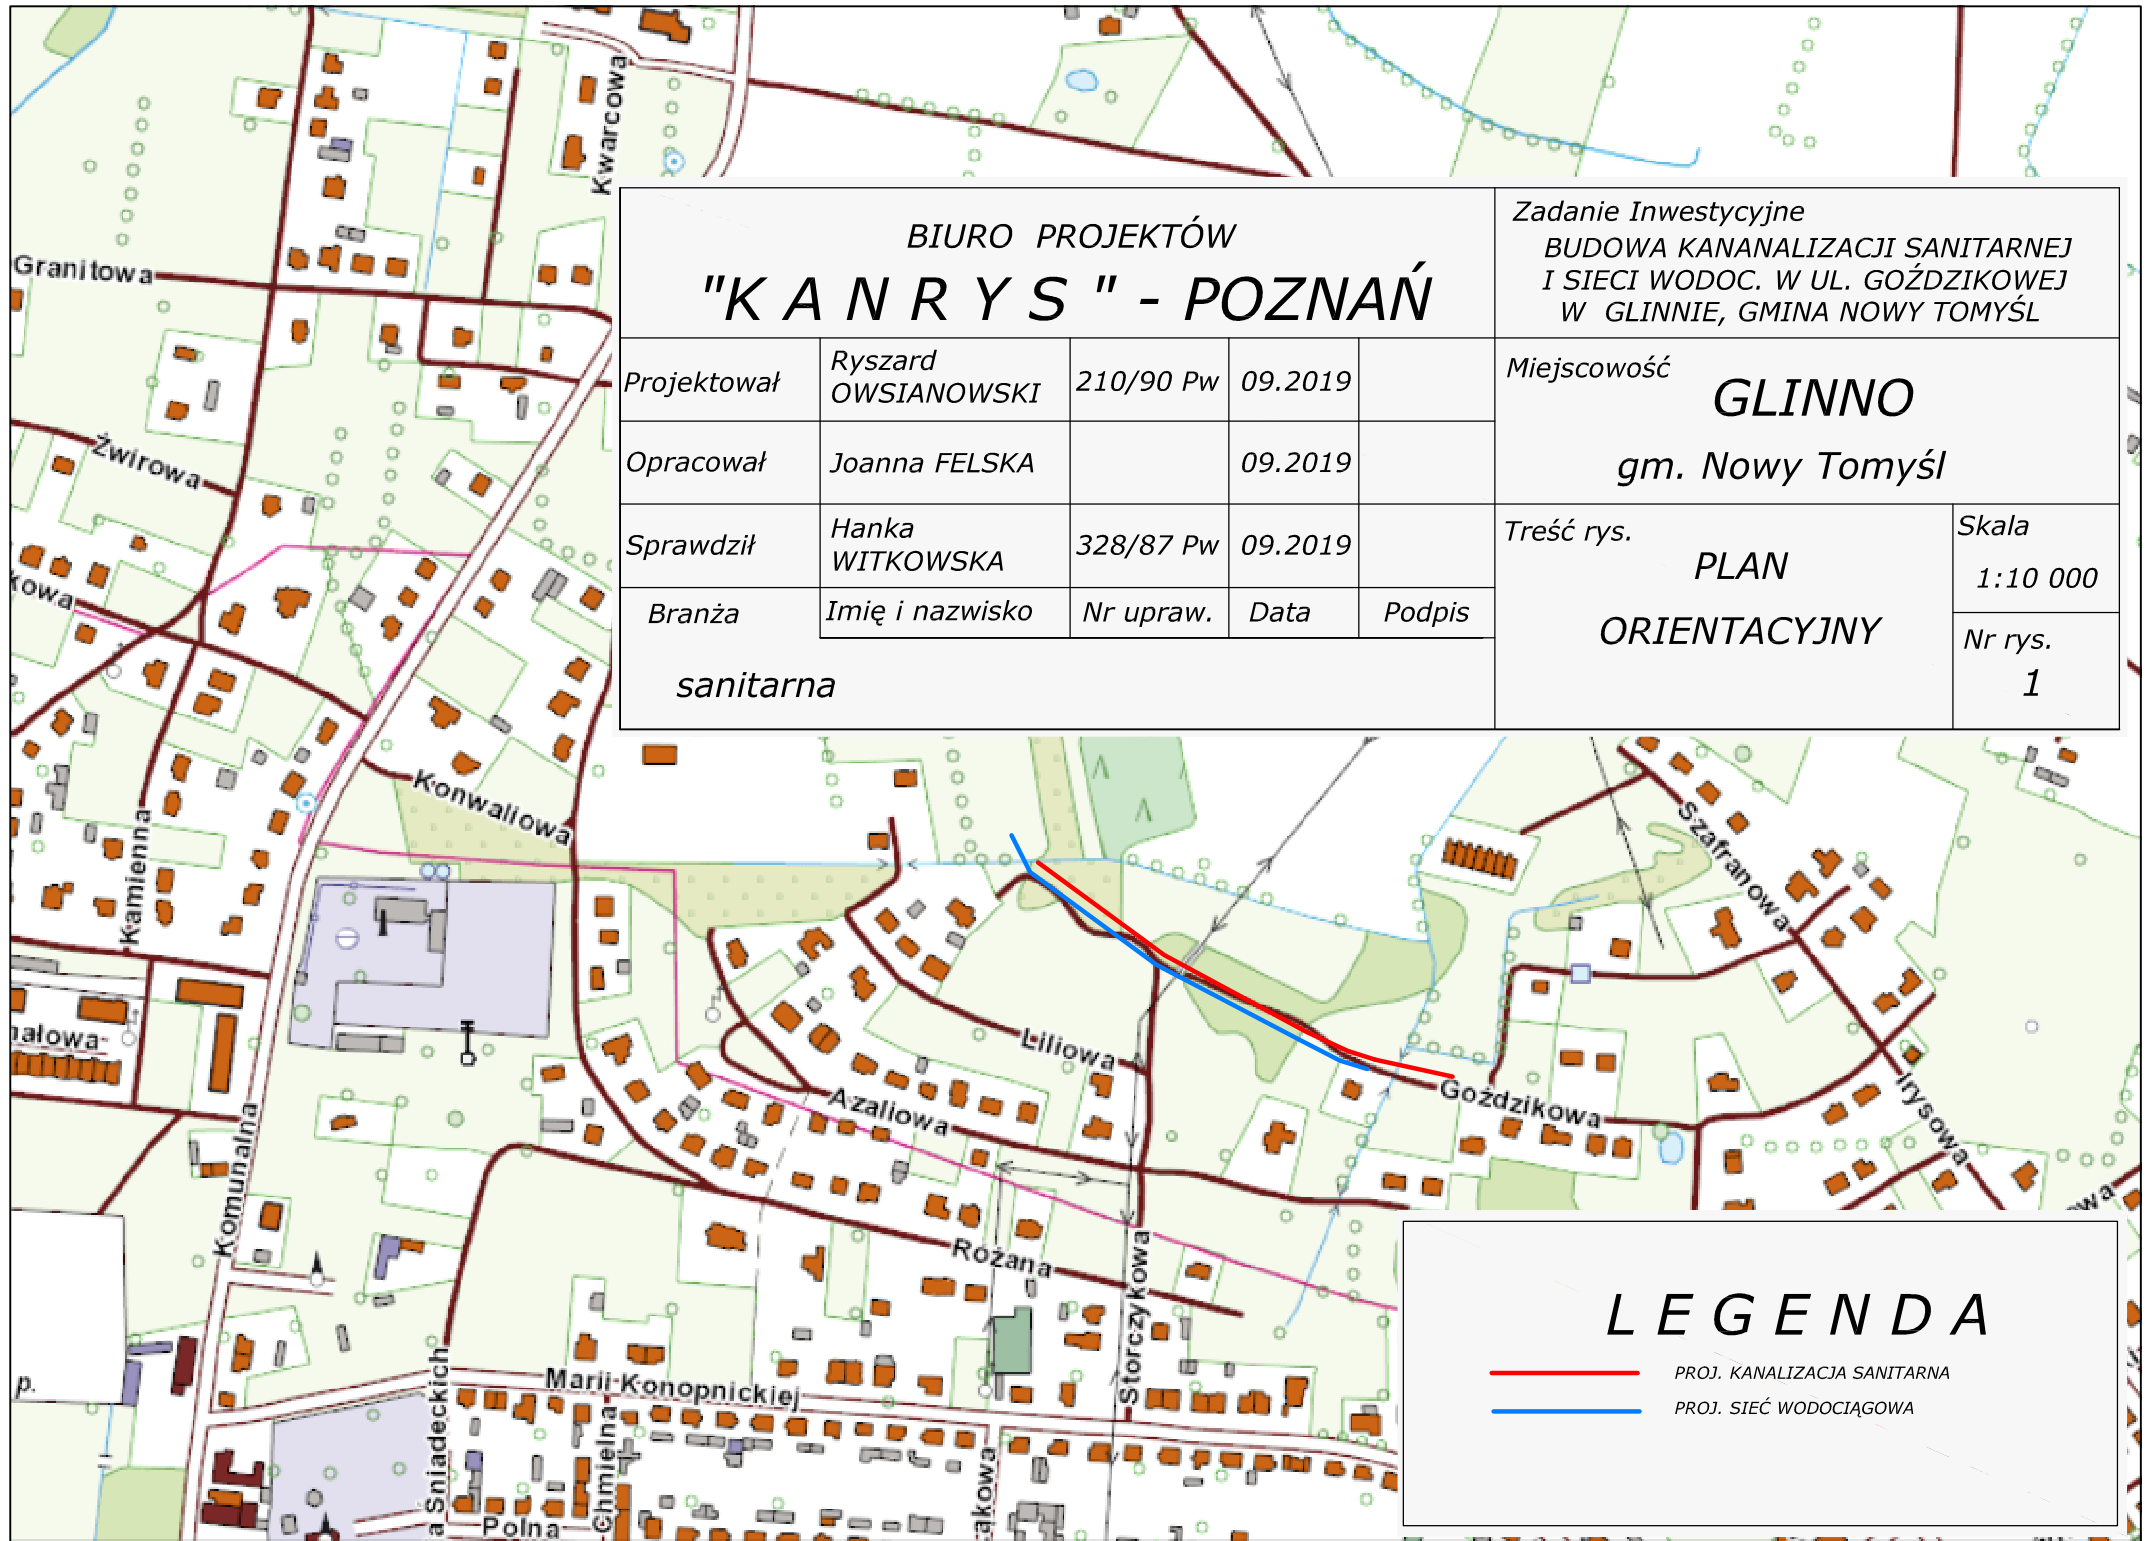 Kwarcowa
BIURO PROJEKTÓW
"K A N R Y S" - POZNAŃ
Zadanie Inwestycyjne
BUDOWA KANANALIZACJI SANITARNEJ
I SIECI WODOC. W UL. GOŹDZIKOWEJ
W GLINNIE, GMINA NOWY TOMYŚL
Projektował
Ryszard
OWSIANOWSKI
210/90 Pw
09.2019
Opracował
Joanna FELSKA
09.2019
Sprawdził
Hanka
WITKOWSKA
328/87 Pw
09.2019
Branża
Imię i nazwisko
Nr upraw.
Data
Podpis
sanitarna
Miejscowość
GLINNO
gm. Nowy Tomyśl
Treść rys.
PLAN
ORIENTACYJNY
Skala
1:10 000
Nr rys.
1
Granitowa
Żwirowa
kowa
Konwaliowa
Kamienna
Szafranowa
Liliowa
Azaliowa
Goździkowa
Irysowa
nałowa
Komunalna
Różana
Storczykowa
owa
p.
Marii Konopnickiej
a Śniadeckich
Chmielna
Polna
akowa
L E G E N D A
PROJ. KANALIZACJA SANITARNA
PROJ. SIEĆ WODOCIĄGOWA